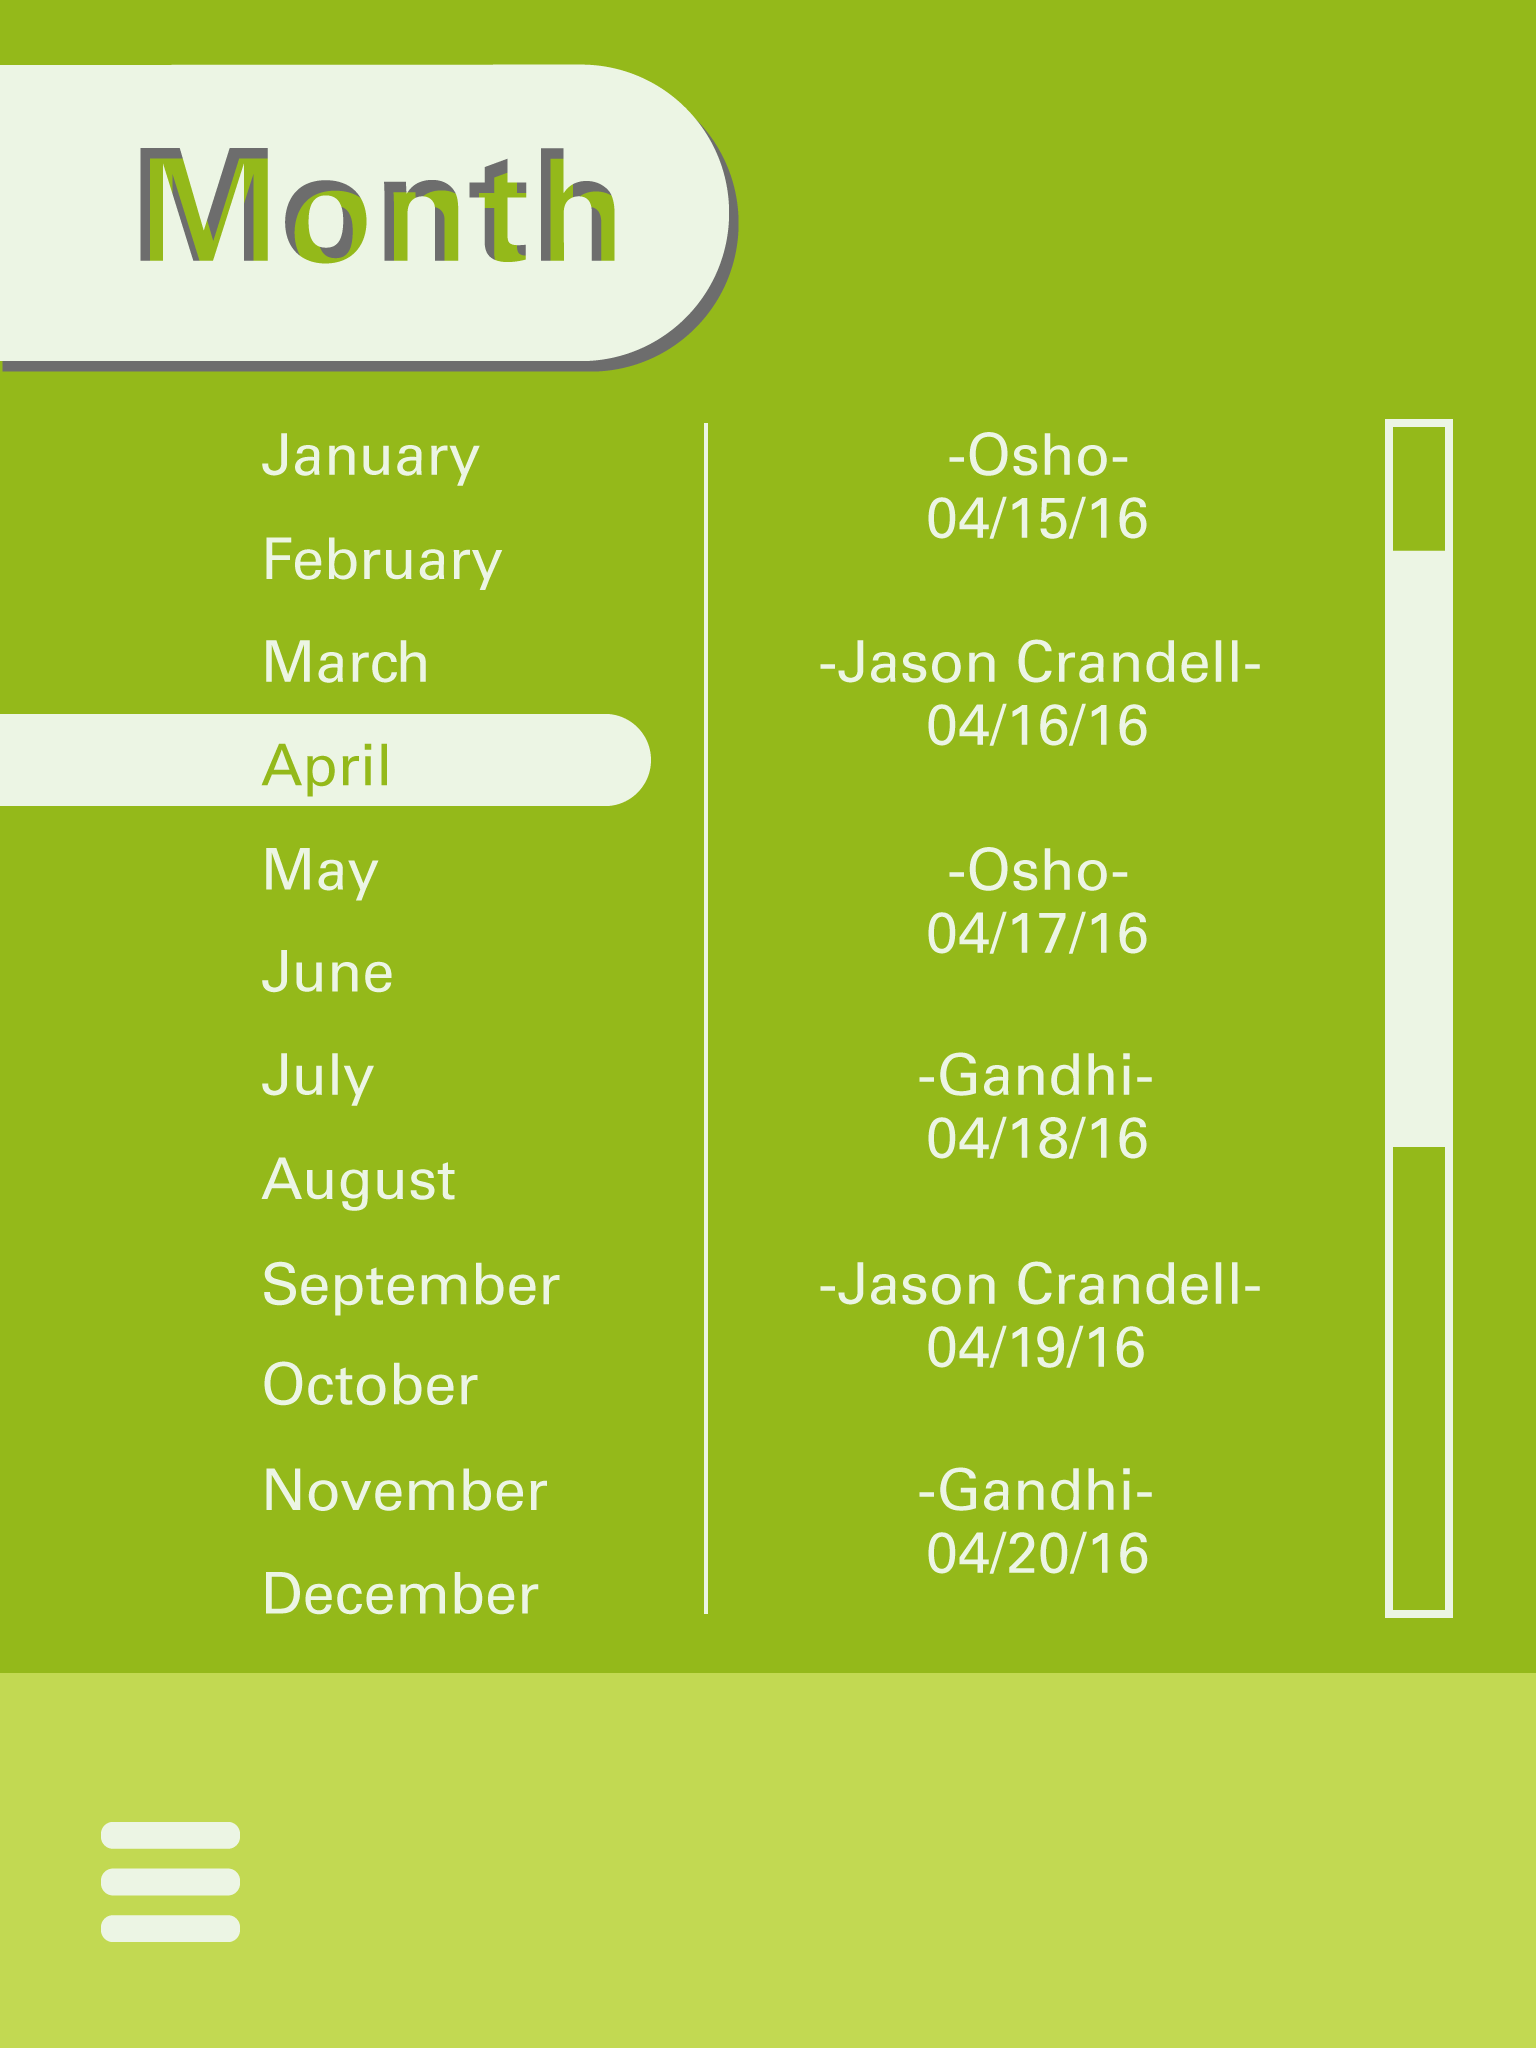 Month
January
February
March
April
May
June
July
August
September
October
November
December
-Osho-
04/15/16
-Jason Crandell-
04/16/16
-Osho-
04/17/16
-Gandhi-
04/18/16
-Jason Crandell-
04/19/16
-Gandhi-
04/20/16